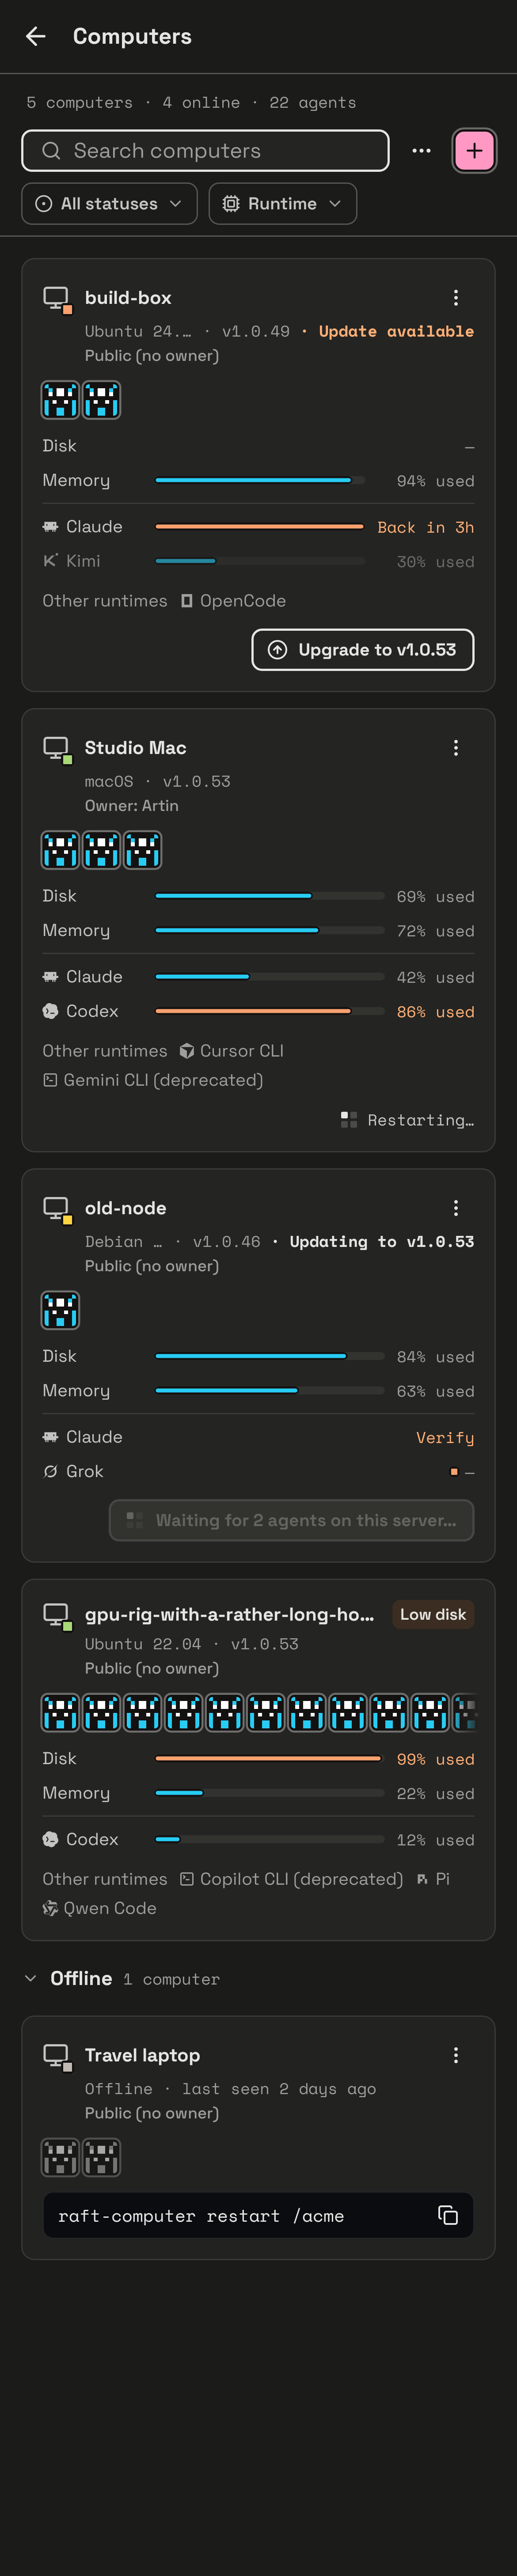 Computers
5 computers · 4 online · 22 agents
Search computers
All statuses
Runtime
build-box
Ubuntu 24.… · v1.0.49 · Update available
Public (no owner)
Disk –
Memory 94% used
Claude Back in 3h
Kimi 30% used
Other runtimes OpenCode
Upgrade to v1.0.53
Studio Mac
macOS · v1.0.53
Owner: Artin
Disk 69% used
Memory 72% used
Claude 42% used
Codex 86% used
Other runtimes Cursor CLI
Gemini CLI (deprecated)
Restarting…
old-node
Debian … · v1.0.46 · Updating to v1.0.53
Public (no owner)
Disk 84% used
Memory 63% used
Claude Verify
Grok –
Waiting for 2 agents on this server…
gpu-rig-with-a-rather-long-ho… Low disk
Ubuntu 22.04 · v1.0.53
Public (no owner)
Disk 99% used
Memory 22% used
Codex 12% used
Other runtimes Copilot CLI (deprecated) Pi
Qwen Code
Offline 1 computer
Travel laptop
Offline · last seen 2 days ago
Public (no owner)
raft-computer restart /acme